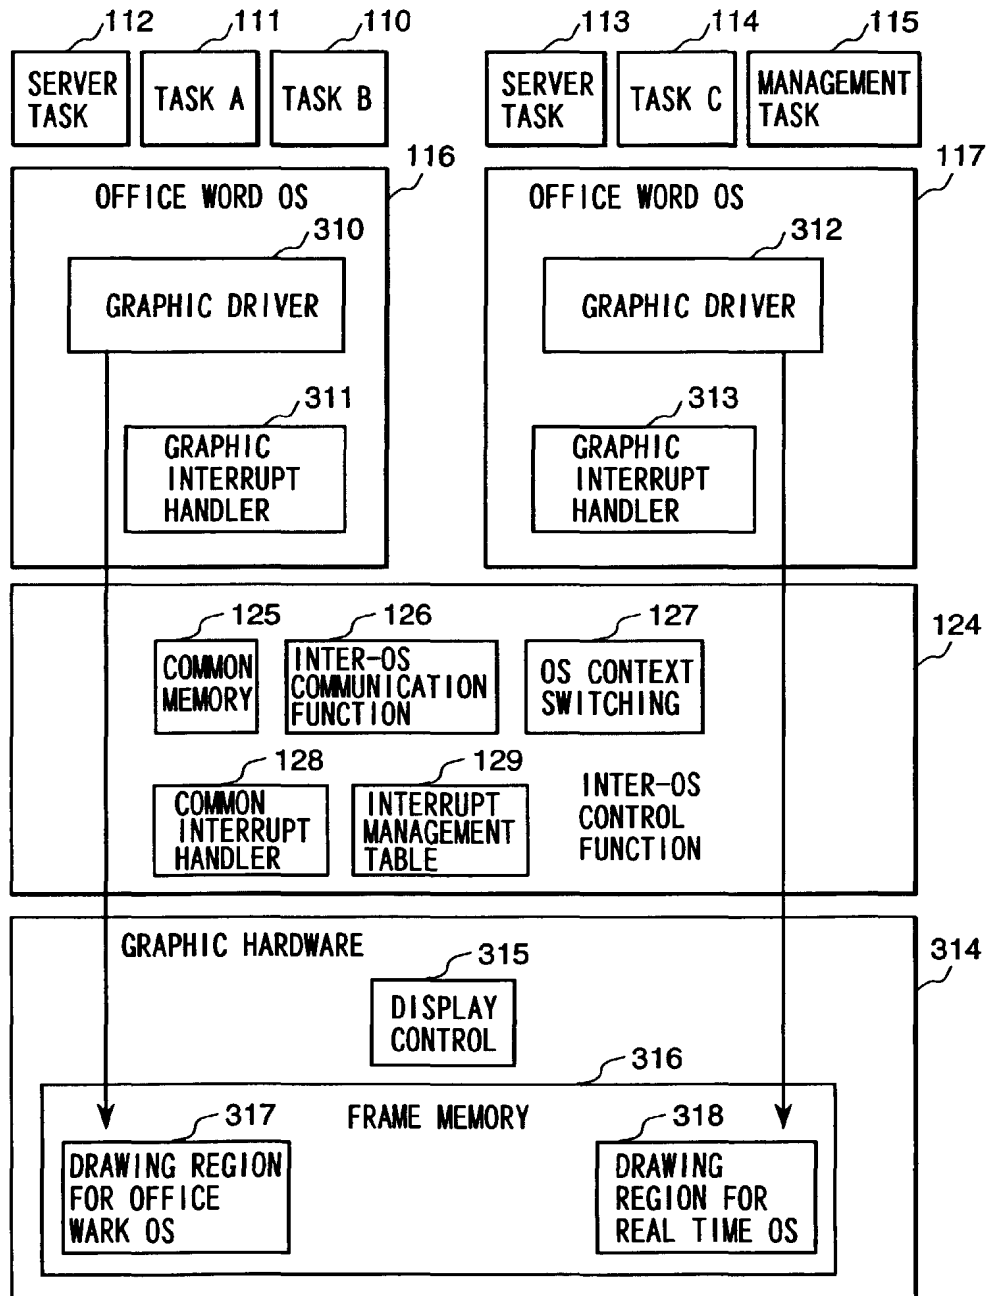 112
111
110
113
114
115
SERVER
TASK
TASK A
TASK B
SERVER
TASK
TASK C
MANAGEMENT
TASK
116
117
OFFICE WORD OS
OFFICE WORD OS
310
312
GRAPHIC DRIVER
GRAPHIC DRIVER
311
313
GRAPHIC
INTERRUPT
HANDLER
GRAPHIC
INTERRUPT
HANDLER
125
126
127
124
COMMON
MEMORY
INTER-OS
COMMUNICATION
FUNCTION
OS CONTEXT
SWITCHING
128
129
COMMON
INTERRUPT
HANDLER
INTERRUPT
MANAGEMENT
TABLE
INTER-OS
CONTROL
FUNCTION
GRAPHIC HARDWARE
314
315
DISPLAY
CONTROL
316
FRAME MEMORY
317
318
DRAWING REGION
FOR OFFICE
WARK OS
DRAWING
REGION FOR
REAL TIME OS